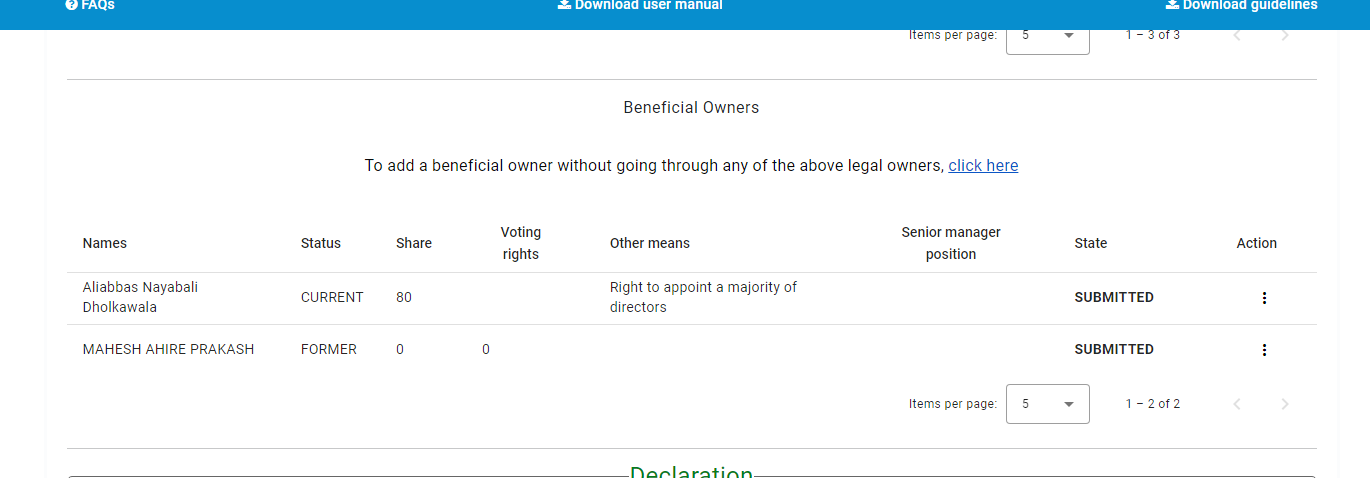 FAQs Download user manual Download guidelines
Items per page: 5 1 – 3 of 3
Beneficial Owners
To add a beneficial owner without going through any of the above legal owners, click here
Names Status Share Voting rights Other means Senior manager position State Action
Aliabbas Nayabali Dholkawala CURRENT 80 Right to appoint a majority of directors SUBMITTED
MAHESH AHIRE PRAKASH FORMER 0 0 SUBMITTED
Items per page: 5 1 – 2 of 2
Declaration